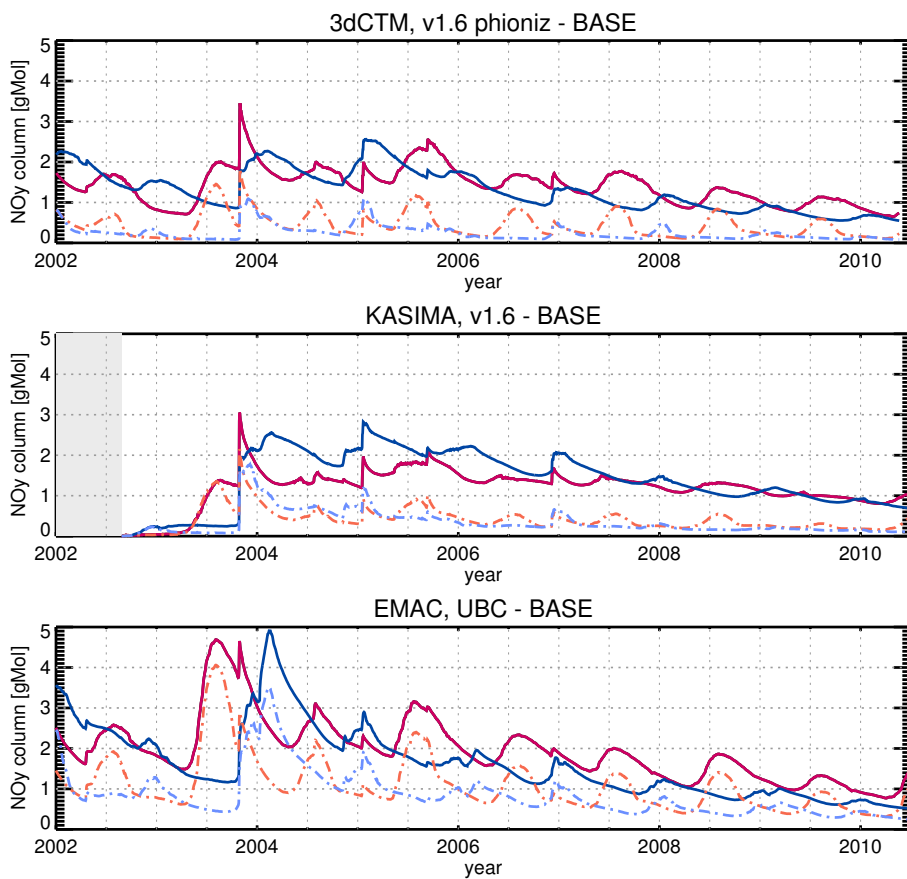 3dCTM, v1.6 phioniz - BASE
NOy column [gMol]
5
4
3
2
1
0
2002 2004 2006 2008 2010
year
KASIMA, v1.6 - BASE
NOy column [gMol]
5
4
3
2
1
0
2002 2004 2006 2008 2010
year
EMAC, UBC - BASE
NOy column [gMol]
5
4
3
2
1
0
2002 2004 2006 2008 2010
year